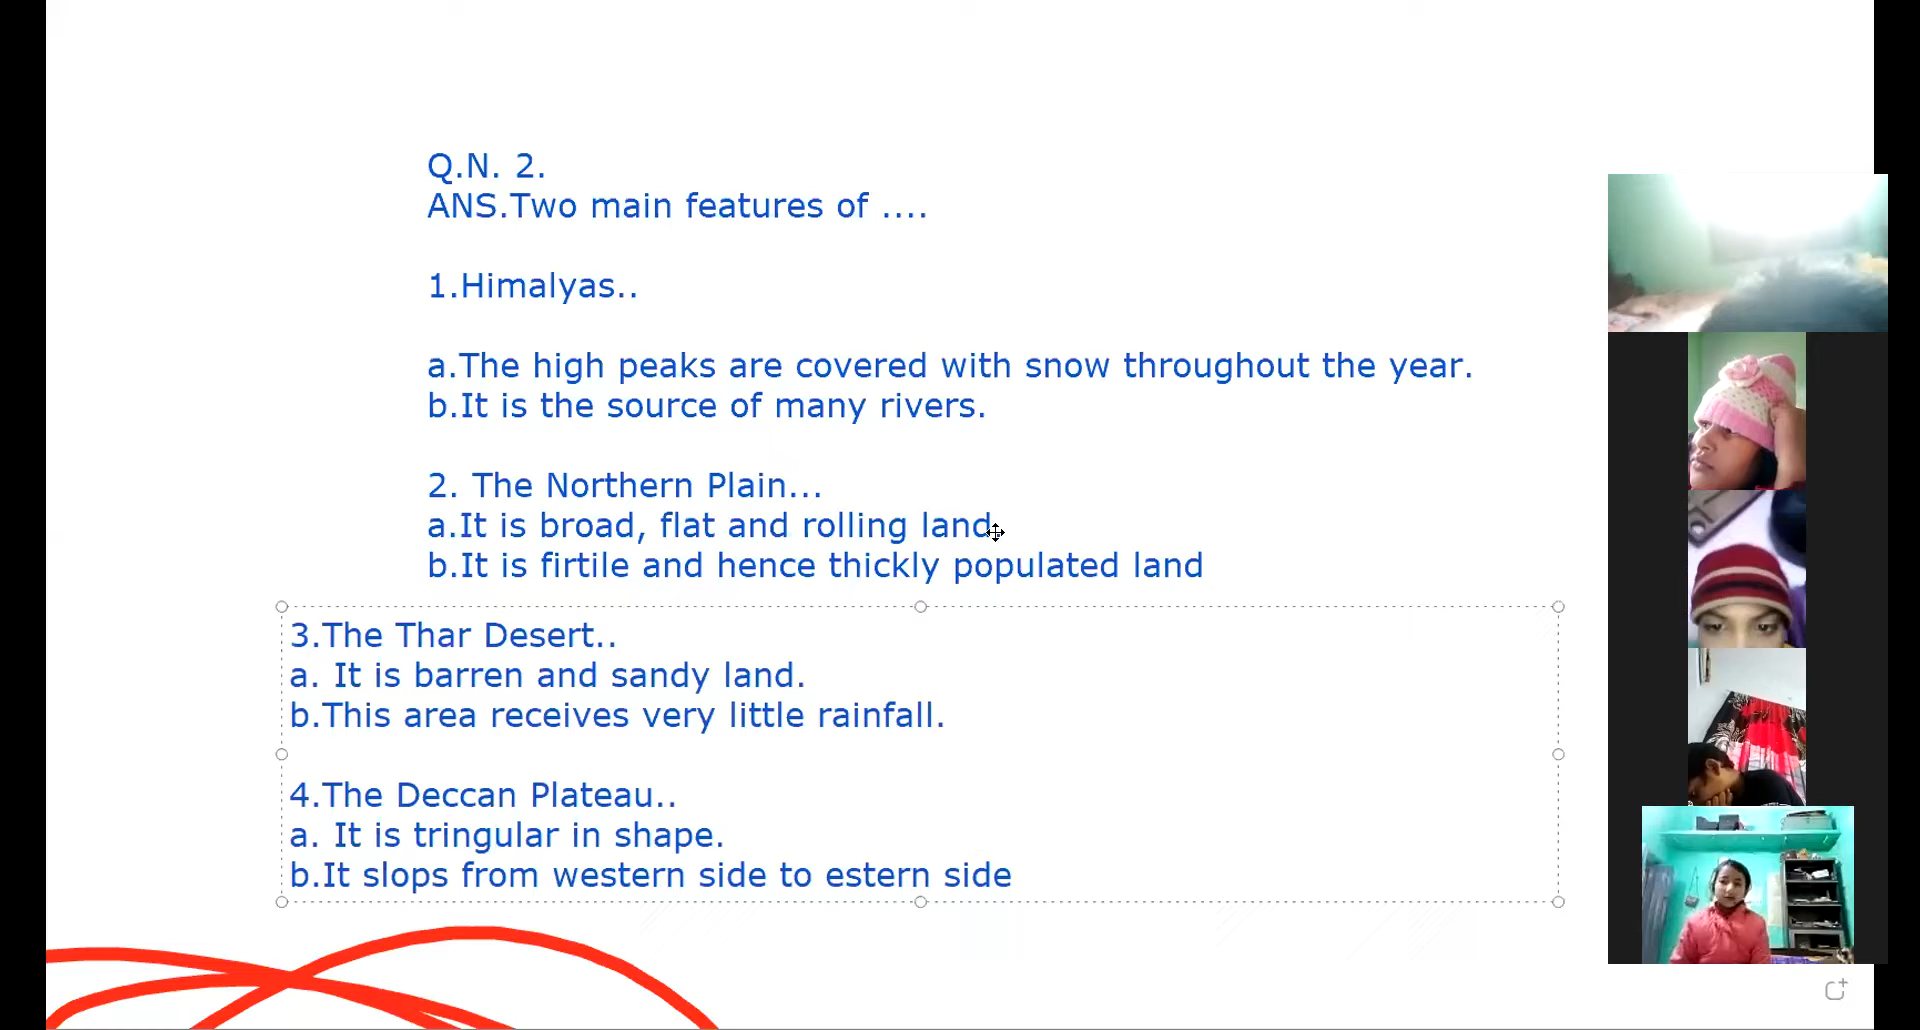 Q.N. 2.
ANS.Two main features of ....
1.Himalyas..
a.The high peaks are covered with snow throughout the year.
b.It is the source of many rivers.
2. The Northern Plain...
a.It is broad, flat and rolling land.
b.It is firtile and hence thickly populated land
3.The Thar Desert..
a. It is barren and sandy land.
b.This area receives very little rainfall.
4.The Deccan Plateau..
a. It is tringular in shape.
b.It slops from western side to estern side